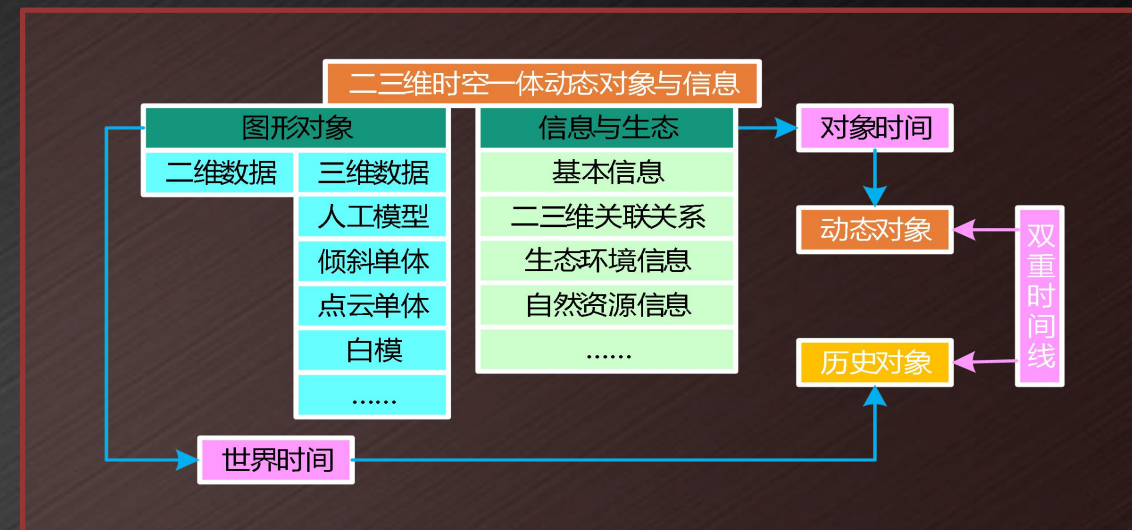 二三维时空一体动态对象与信息
图形对象
信息与生态
对象时间
二维数据
三维数据
基本信息
人工模型
二三维关联关系
动态对象
双重时间线
倾斜单体
生态环境信息
点云单体
自然资源信息
白模
……
历史对象
……
世界时间